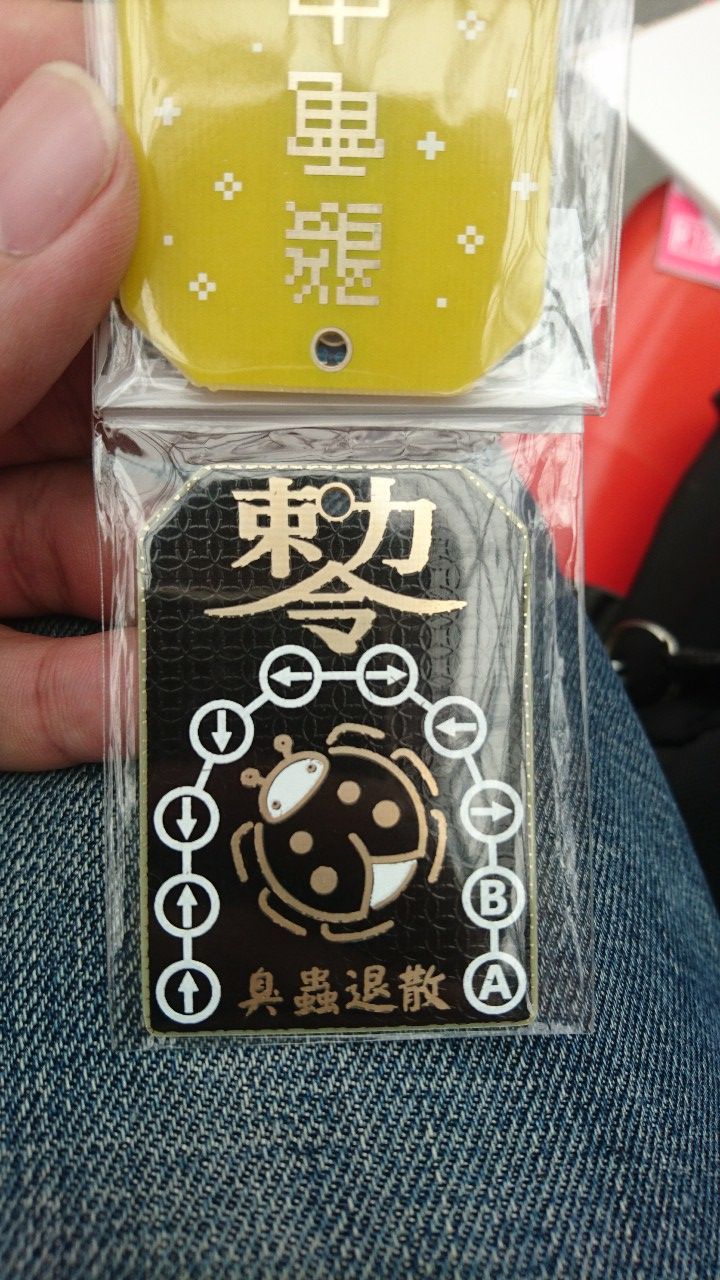 勅
令
↑ ↑ ↓ ↓ ← → ← → B A
臭蟲退散